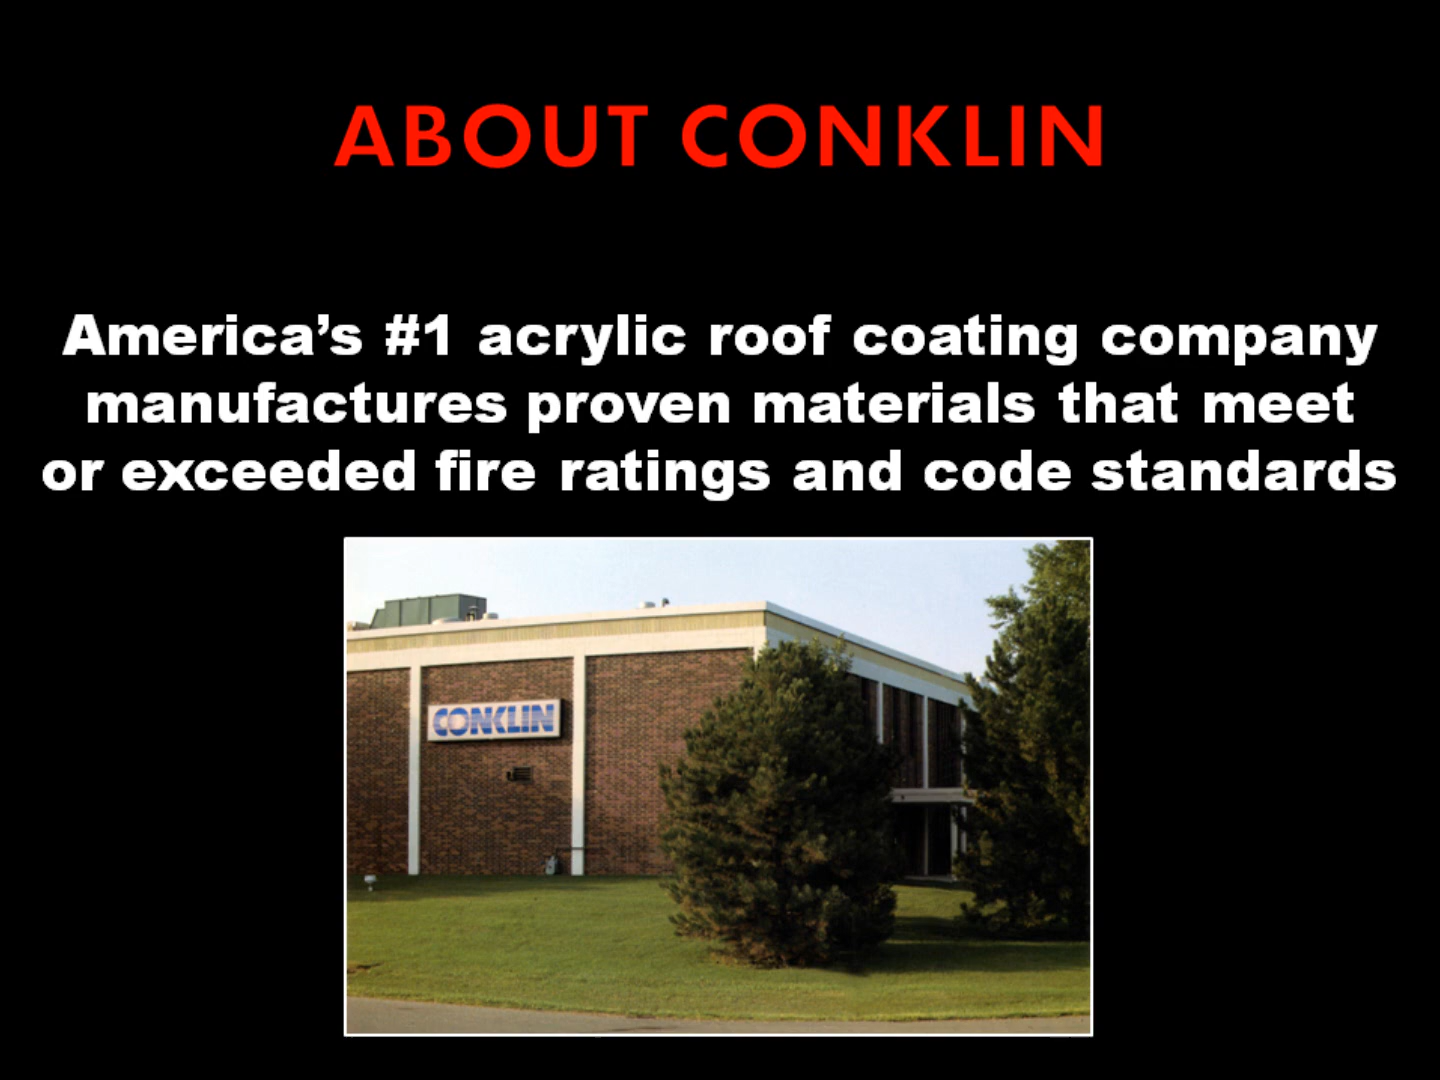 ABOUT CONKLIN
America’s #1 acrylic roof coating company
manufactures proven materials that meet
or exceeded fire ratings and code standards
CONKLIN